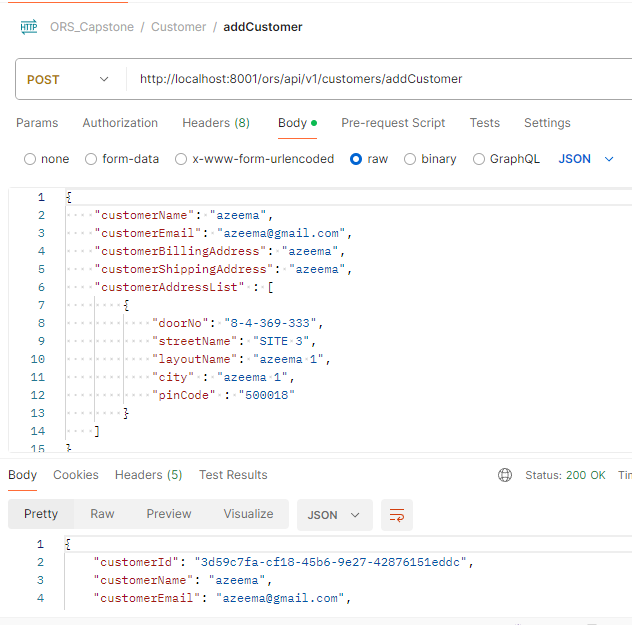 HTTP ORS_Capstone / Customer / addCustomer
POST http://localhost:8001/ors/api/v1/customers/addCustomer
Params Authorization Headers (8) Body Pre-request Script Tests Settings
none form-data x-www-form-urlencoded raw binary GraphQL JSON
1 {
2 "customerName": "azeema",
3 "customerEmail": "azeema@gmail.com",
4 "customerBillingAddress": "azeema",
5 "customerShippingAddress": "azeema",
6 "customerAddressList" : [
7 {
8 "doorNo": "8-4-369-333",
9 "streetName": "SITE 3",
10 "layoutName": "azeema 1",
11 "city" : "azeema 1",
12 "pinCode" : "500018"
13 }
14 ]
15 }
Body Cookies Headers (5) Test Results Status: 200 OK
Pretty Raw Preview Visualize JSON
1 {
2 "customerId": "3d59c7fa-cf18-45b6-9e27-42876151eddc",
3 "customerName": "azeema",
4 "customerEmail": "azeema@gmail.com",